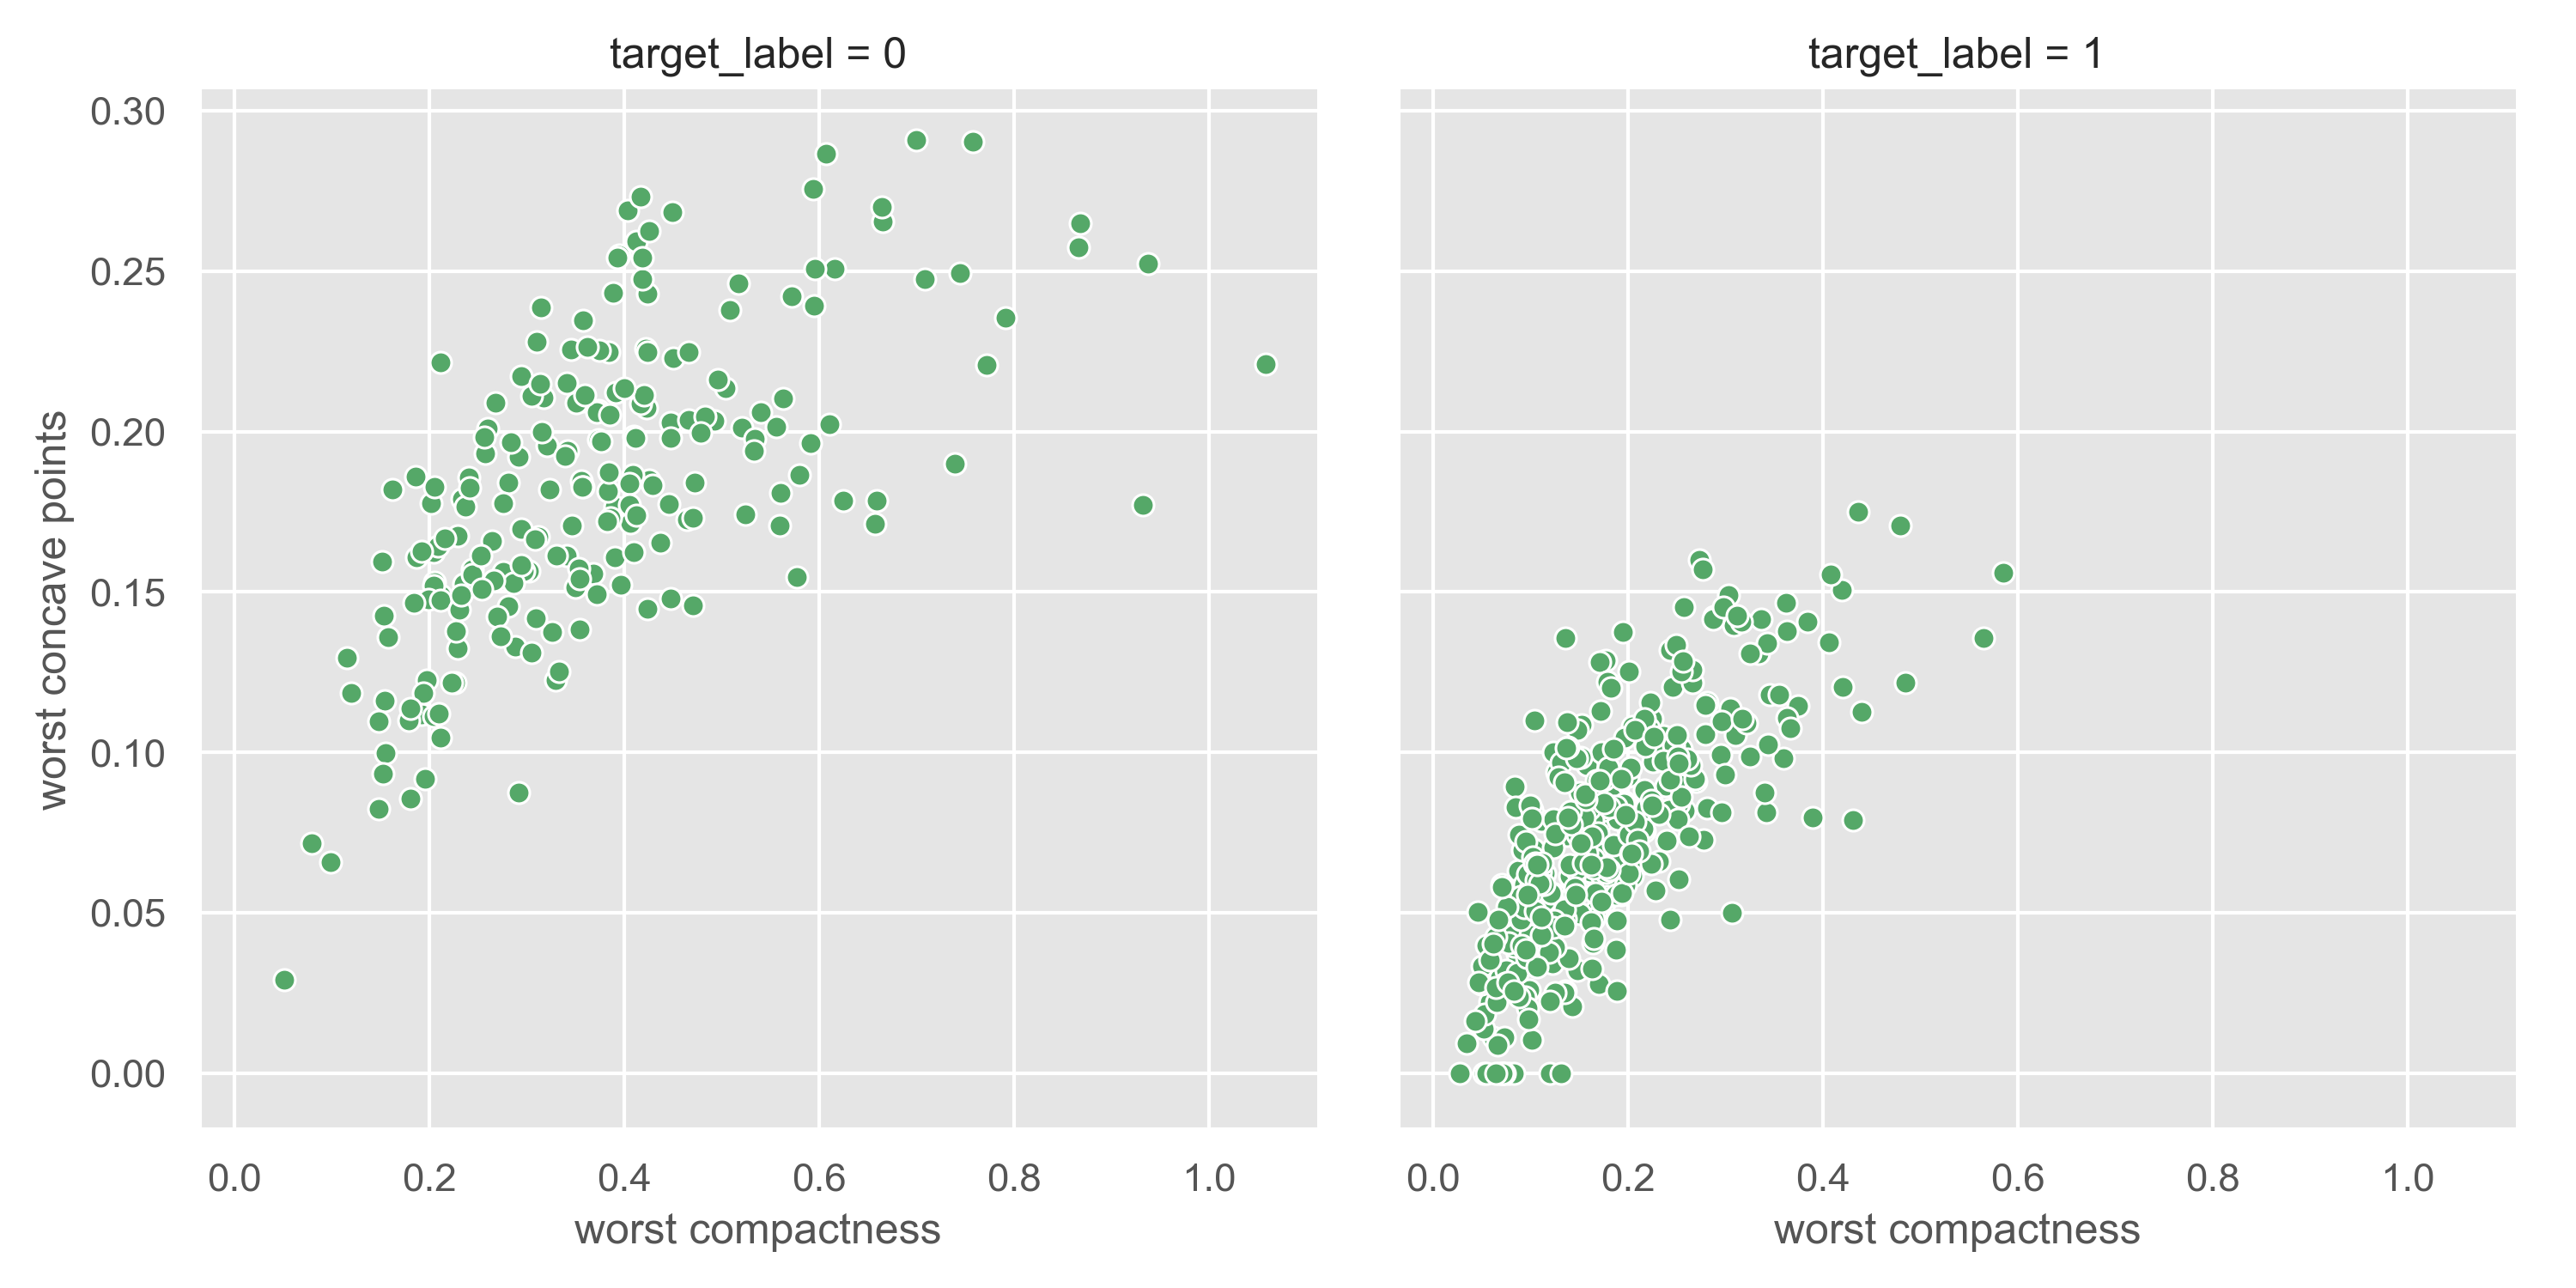 target_label = 0
target_label = 1
0.30
0.25
0.20
0.15
0.10
0.05
0.00
worst concave points
0.0 0.2 0.4 0.6 0.8 1.0
0.0 0.2 0.4 0.6 0.8 1.0
worst compactness
worst compactness